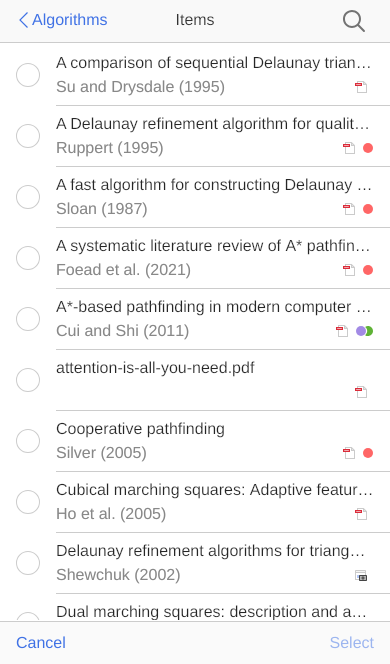 Algorithms
Items
A comparison of sequential Delaunay trian…
Su and Drysdale (1995)
A Delaunay refinement algorithm for qualit…
Ruppert (1995)
A fast algorithm for constructing Delaunay …
Sloan (1987)
A systematic literature review of A* pathfin…
Foead et al. (2021)
A*-based pathfinding in modern computer …
Cui and Shi (2011)
attention-is-all-you-need.pdf
Cooperative pathfinding
Silver (2005)
Cubical marching squares: Adaptive featur…
Ho et al. (2005)
Delaunay refinement algorithms for triang…
Shewchuk (2002)
Dual marching squares: description and a…
Cancel
Select